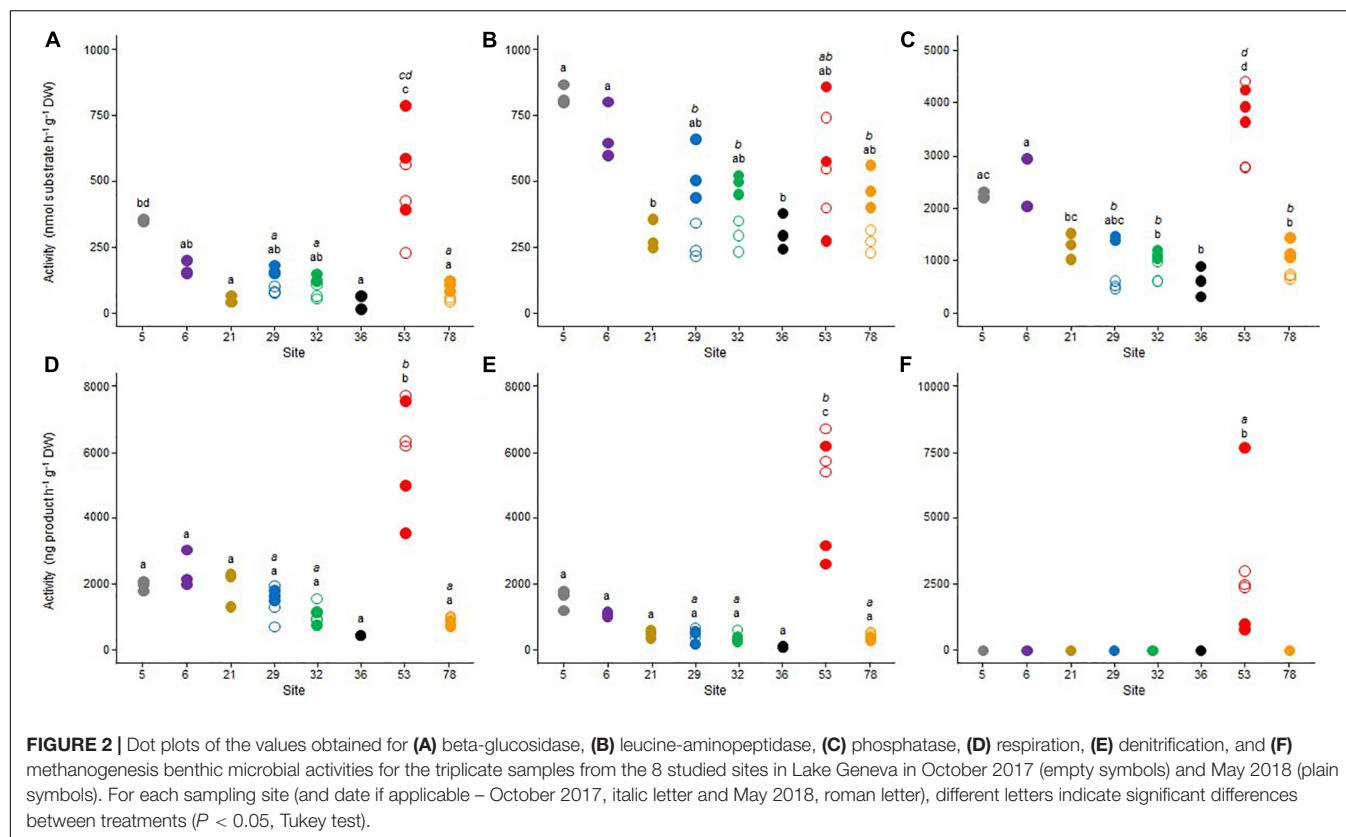 A
B
C
1000
750
500
250
0
Activity (nmol substrate h⁻¹ g⁻¹ DW)
bd
ab
a
a
ab
a
ab
a
cd
c
a
a
5 6 21 29 32 36 53 78
Site
1000
750
500
250
0
a
a
b
b
ab
b
ab
b
ab
ab
b
ab
5 6 21 29 32 36 53 78
Site
5000
4000
3000
2000
1000
0
ac
a
bc
b
abc
b
b
b
d
d
b
b
5 6 21 29 32 36 53 78
Site
D
E
F
8000
6000
4000
2000
0
Activity (ng product h⁻¹ g⁻¹ DW)
a
a
a
a
a
a
a
a
b
b
a
a
5 6 21 29 32 36 53 78
Site
8000
6000
4000
2000
0
a
a
a
a
a
a
a
a
b
c
a
a
5 6 21 29 32 36 53 78
Site
10000
7500
5000
2500
0
a
b
5 6 21 29 32 36 53 78
Site
FIGURE 2 | Dot plots of the values obtained for (A) beta-glucosidase, (B) leucine-aminopeptidase, (C) phosphatase, (D) respiration, (E) denitrification, and (F)
methanogenesis benthic microbial activities for the triplicate samples from the 8 studied sites in Lake Geneva in October 2017 (empty symbols) and May 2018 (plain
symbols). For each sampling site (and date if applicable – October 2017, italic letter and May 2018, roman letter), different letters indicate significant differences
between treatments (P < 0.05, Tukey test).